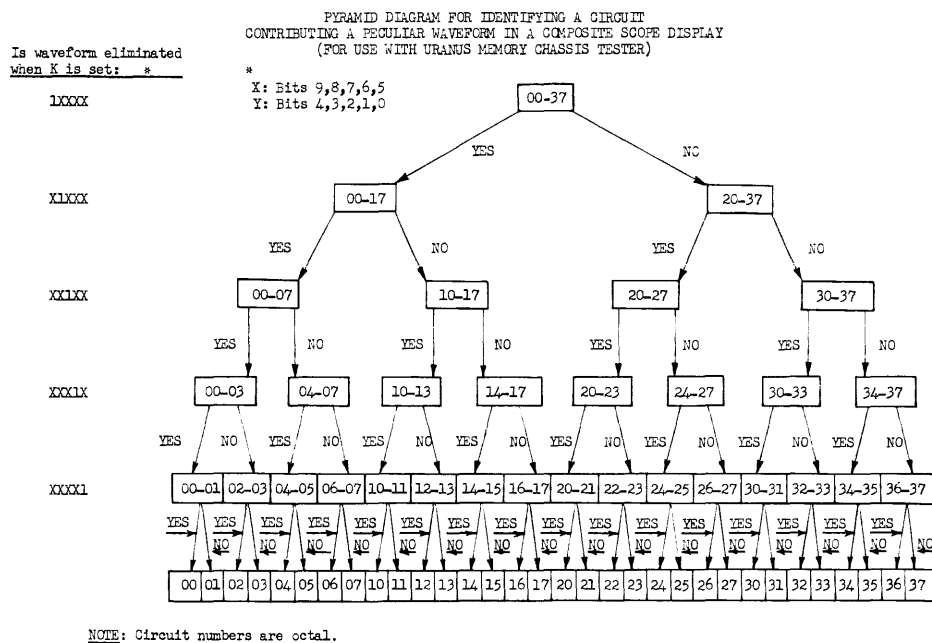 PYRAMID DIAGRAM FOR IDENTIFYING A CIRCUIT
CONTRIBUTING A PECULIAR WAVEFORM IN A COMPOSITE SCOPE DISPLAY
(FOR USE WITH URANUS MEMORY CHASSIS TESTER)
Is waveform eliminated
when K is set: *
*
X: Bits 9,8,7,6,5
Y: Bits 4,3,2,1,0
1XXXX 00-37
YES NO
X1XXX 00-17 20-37
YES NO YES NO
XX1XX 00-07 10-17 20-27 30-37
YES NO YES NO YES NO YES NO
XXX1X 00-03 04-07 10-13 14-17 20-23 24-27 30-33 34-37
YES NO YES NO YES NO YES NO YES NO YES NO YES NO YES NO
XXXX1 00-01 02-03 04-05 06-07 10-11 12-13 14-15 16-17 20-21 22-23 24-25 26-27 30-31 32-33 34-35 36-37
YES YES YES YES YES YES YES YES YES YES YES YES YES YES YES YES
NO NO NO NO NO NO NO NO NO NO NO NO NO NO NO NO
00 01 02 03 04 05 06 07 10 11 12 13 14 15 16 17 20 21 22 23 24 25 26 27 30 31 32 33 34 35 36 37
NOTE: Circuit numbers are octal.